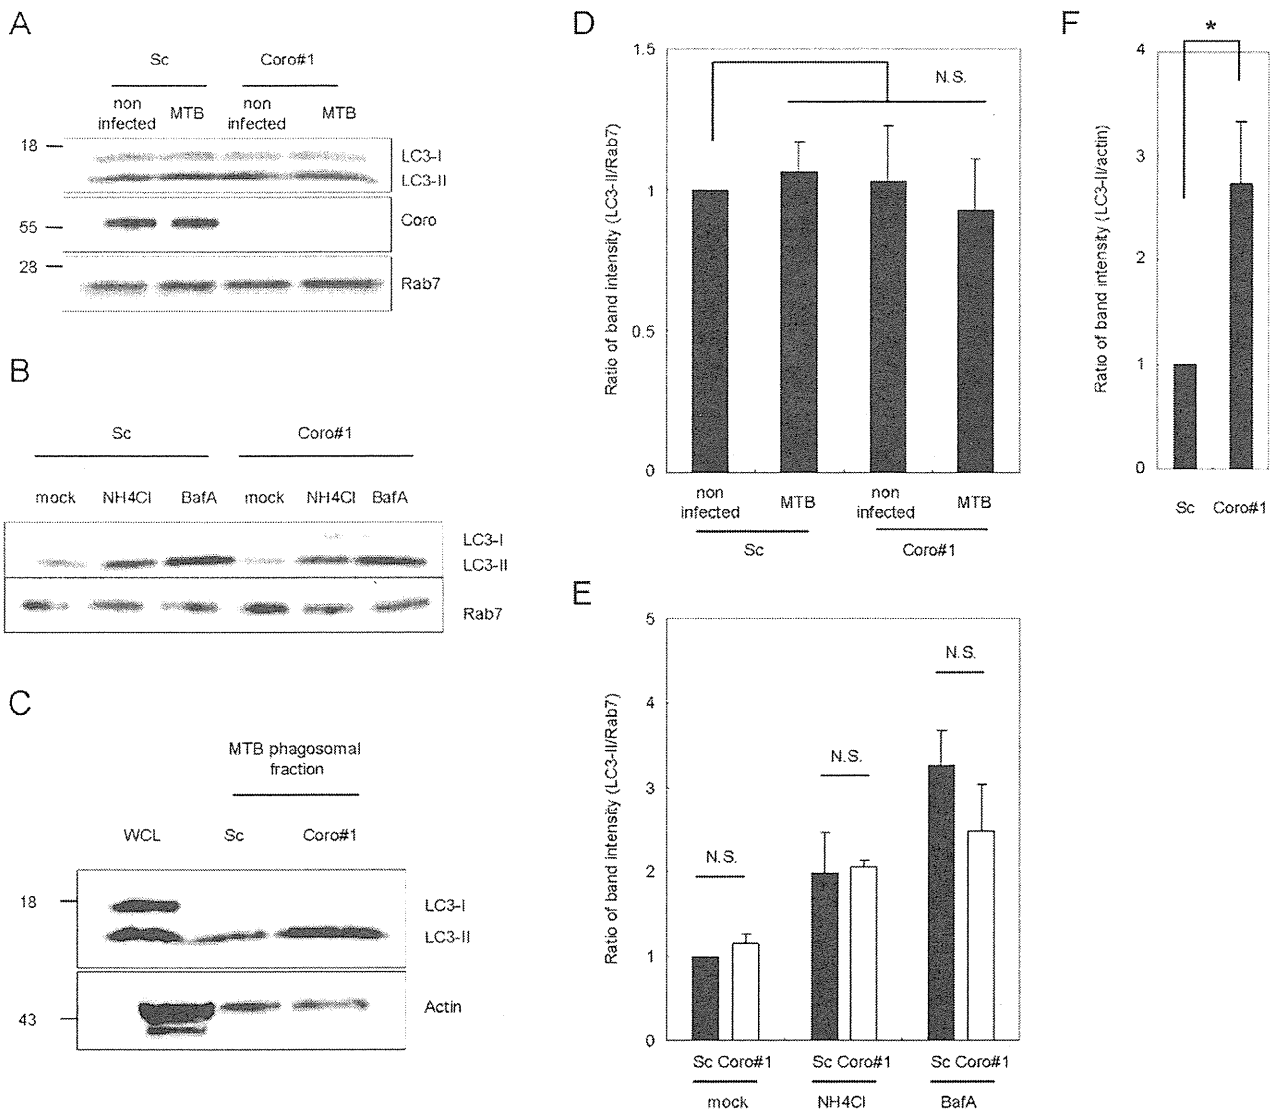 A
Sc Coro#1
non infected MTB non infected MTB
18
LC3-I
LC3-II
Coro
55
28
Rab7
B
Sc Coro#1
mock NH4Cl BafA mock NH4Cl BafA
LC3-I
LC3-II
Rab7
C
MTB phagosomal
fraction
WCL Sc Coro#1
18
LC3-I
LC3-II
Actin
43
D
Ratio of band intensity (LC3-II/Rab7)
1.5
1
0.5
0
N.S.
non infected MTB non infected MTB
Sc Coro#1
E
Ratio of band intensity (LC3-II/Rab7)
5
4
3
2
1
0
N.S.
N.S.
N.S.
Sc Coro#1 Sc Coro#1 Sc Coro#1
mock NH4Cl BafA
F
Ratio of band intensity (LC3-II/actin)
4
3
2
1
0
*
Sc Coro#1